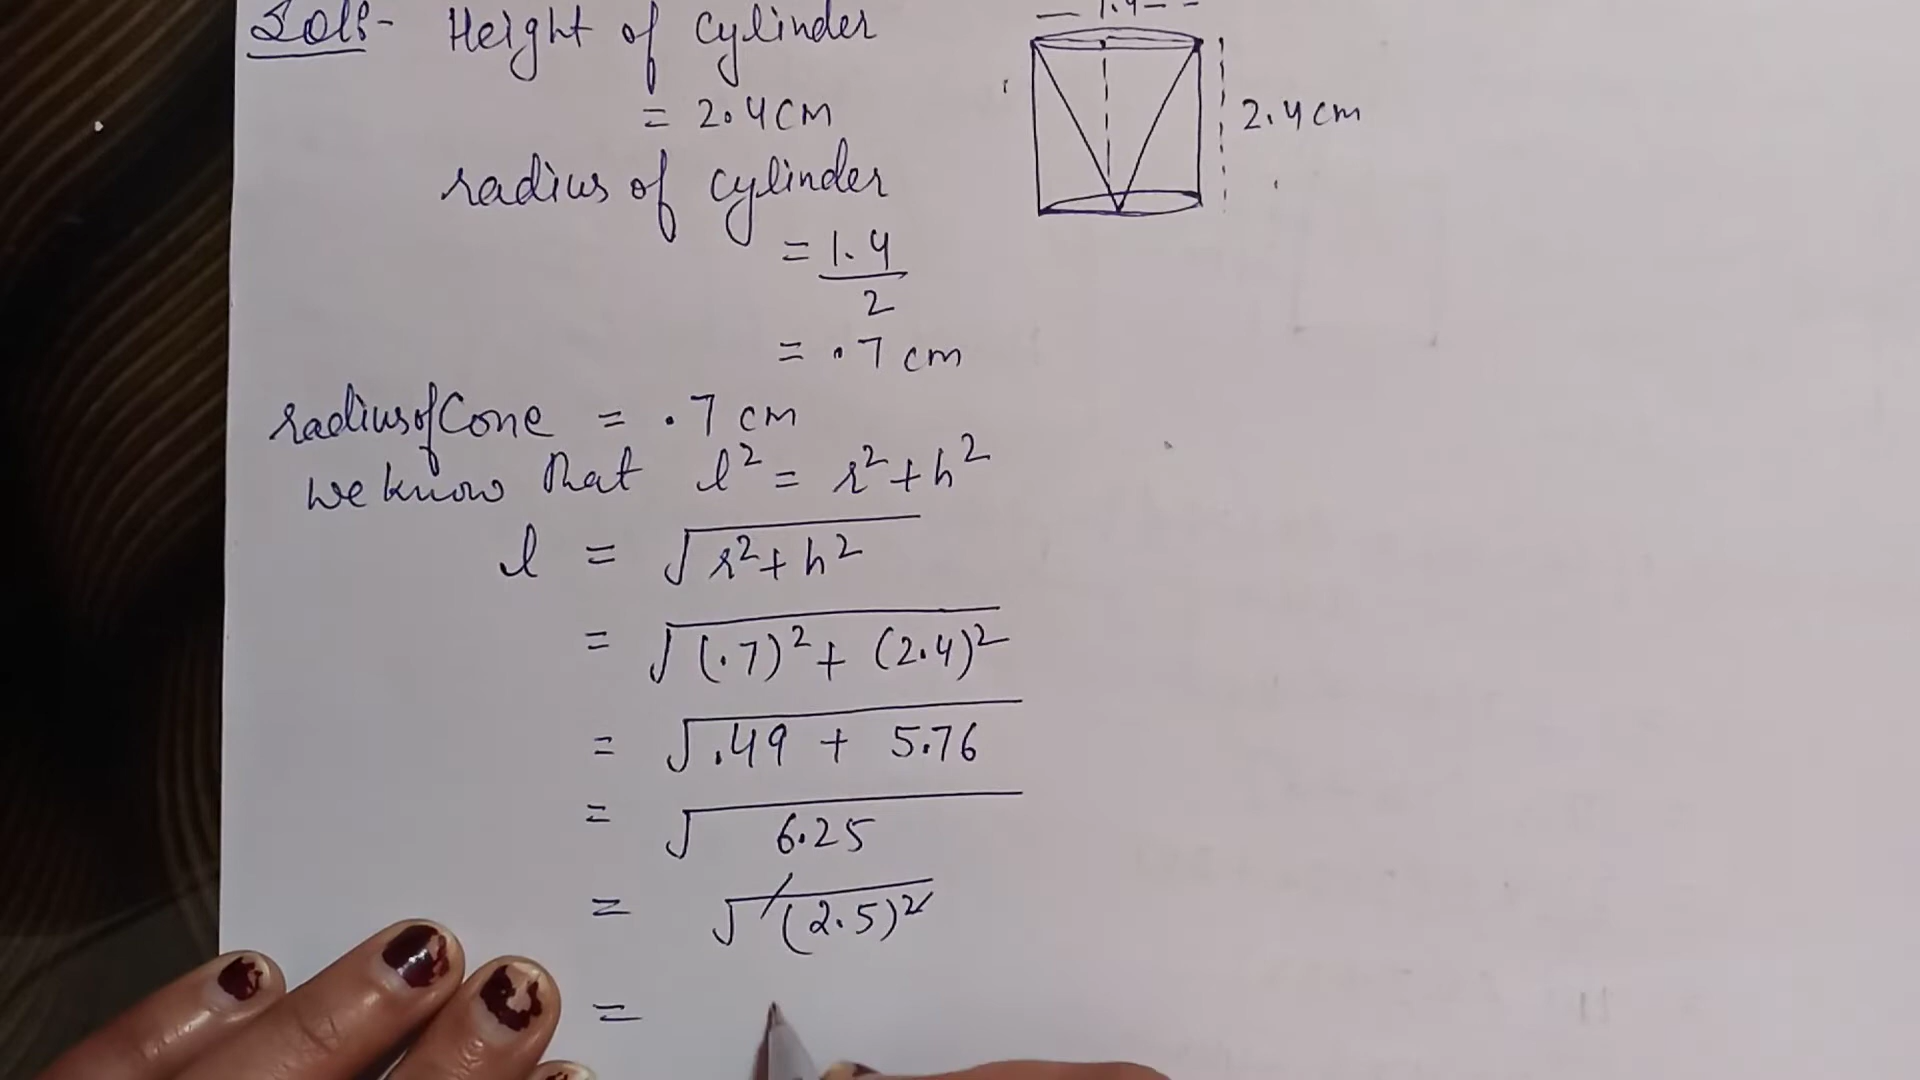 Sol:- Height of cylinder
= 2.4 cm
radius of cylinder
= 1.4
2
= .7 cm
radius of Cone = .7 cm
We know that l² = r² + h²
l = √r² + h²
= √(.7)² + (2.4)²
= √.49 + 5.76
= √6.25
= √(2.5)²
=
1.4
2.4 cm